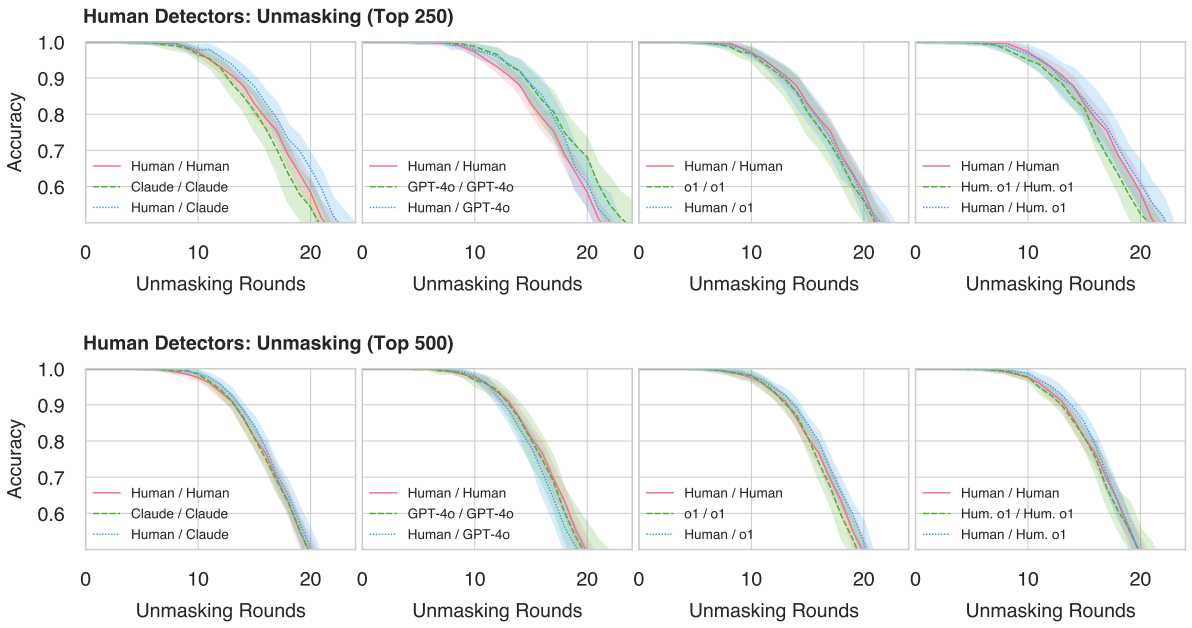 Human Detectors: Unmasking (Top 250)
Accuracy
1.0
0.9
0.8
0.7
0.6
Human / Human
Claude / Claude
Human / Claude
Human / Human
GPT-4o / GPT-4o
Human / GPT-4o
Human / Human
o1 / o1
Human / o1
Human / Human
Hum. o1 / Hum. o1
Human / Hum. o1
0 10 20
0 10 20
0 10 20
0 10 20
Unmasking Rounds
Unmasking Rounds
Unmasking Rounds
Unmasking Rounds
Human Detectors: Unmasking (Top 500)
Accuracy
1.0
0.9
0.8
0.7
0.6
Human / Human
Claude / Claude
Human / Claude
Human / Human
GPT-4o / GPT-4o
Human / GPT-4o
Human / Human
o1 / o1
Human / o1
Human / Human
Hum. o1 / Hum. o1
Human / Hum. o1
0 10 20
0 10 20
0 10 20
0 10 20
Unmasking Rounds
Unmasking Rounds
Unmasking Rounds
Unmasking Rounds